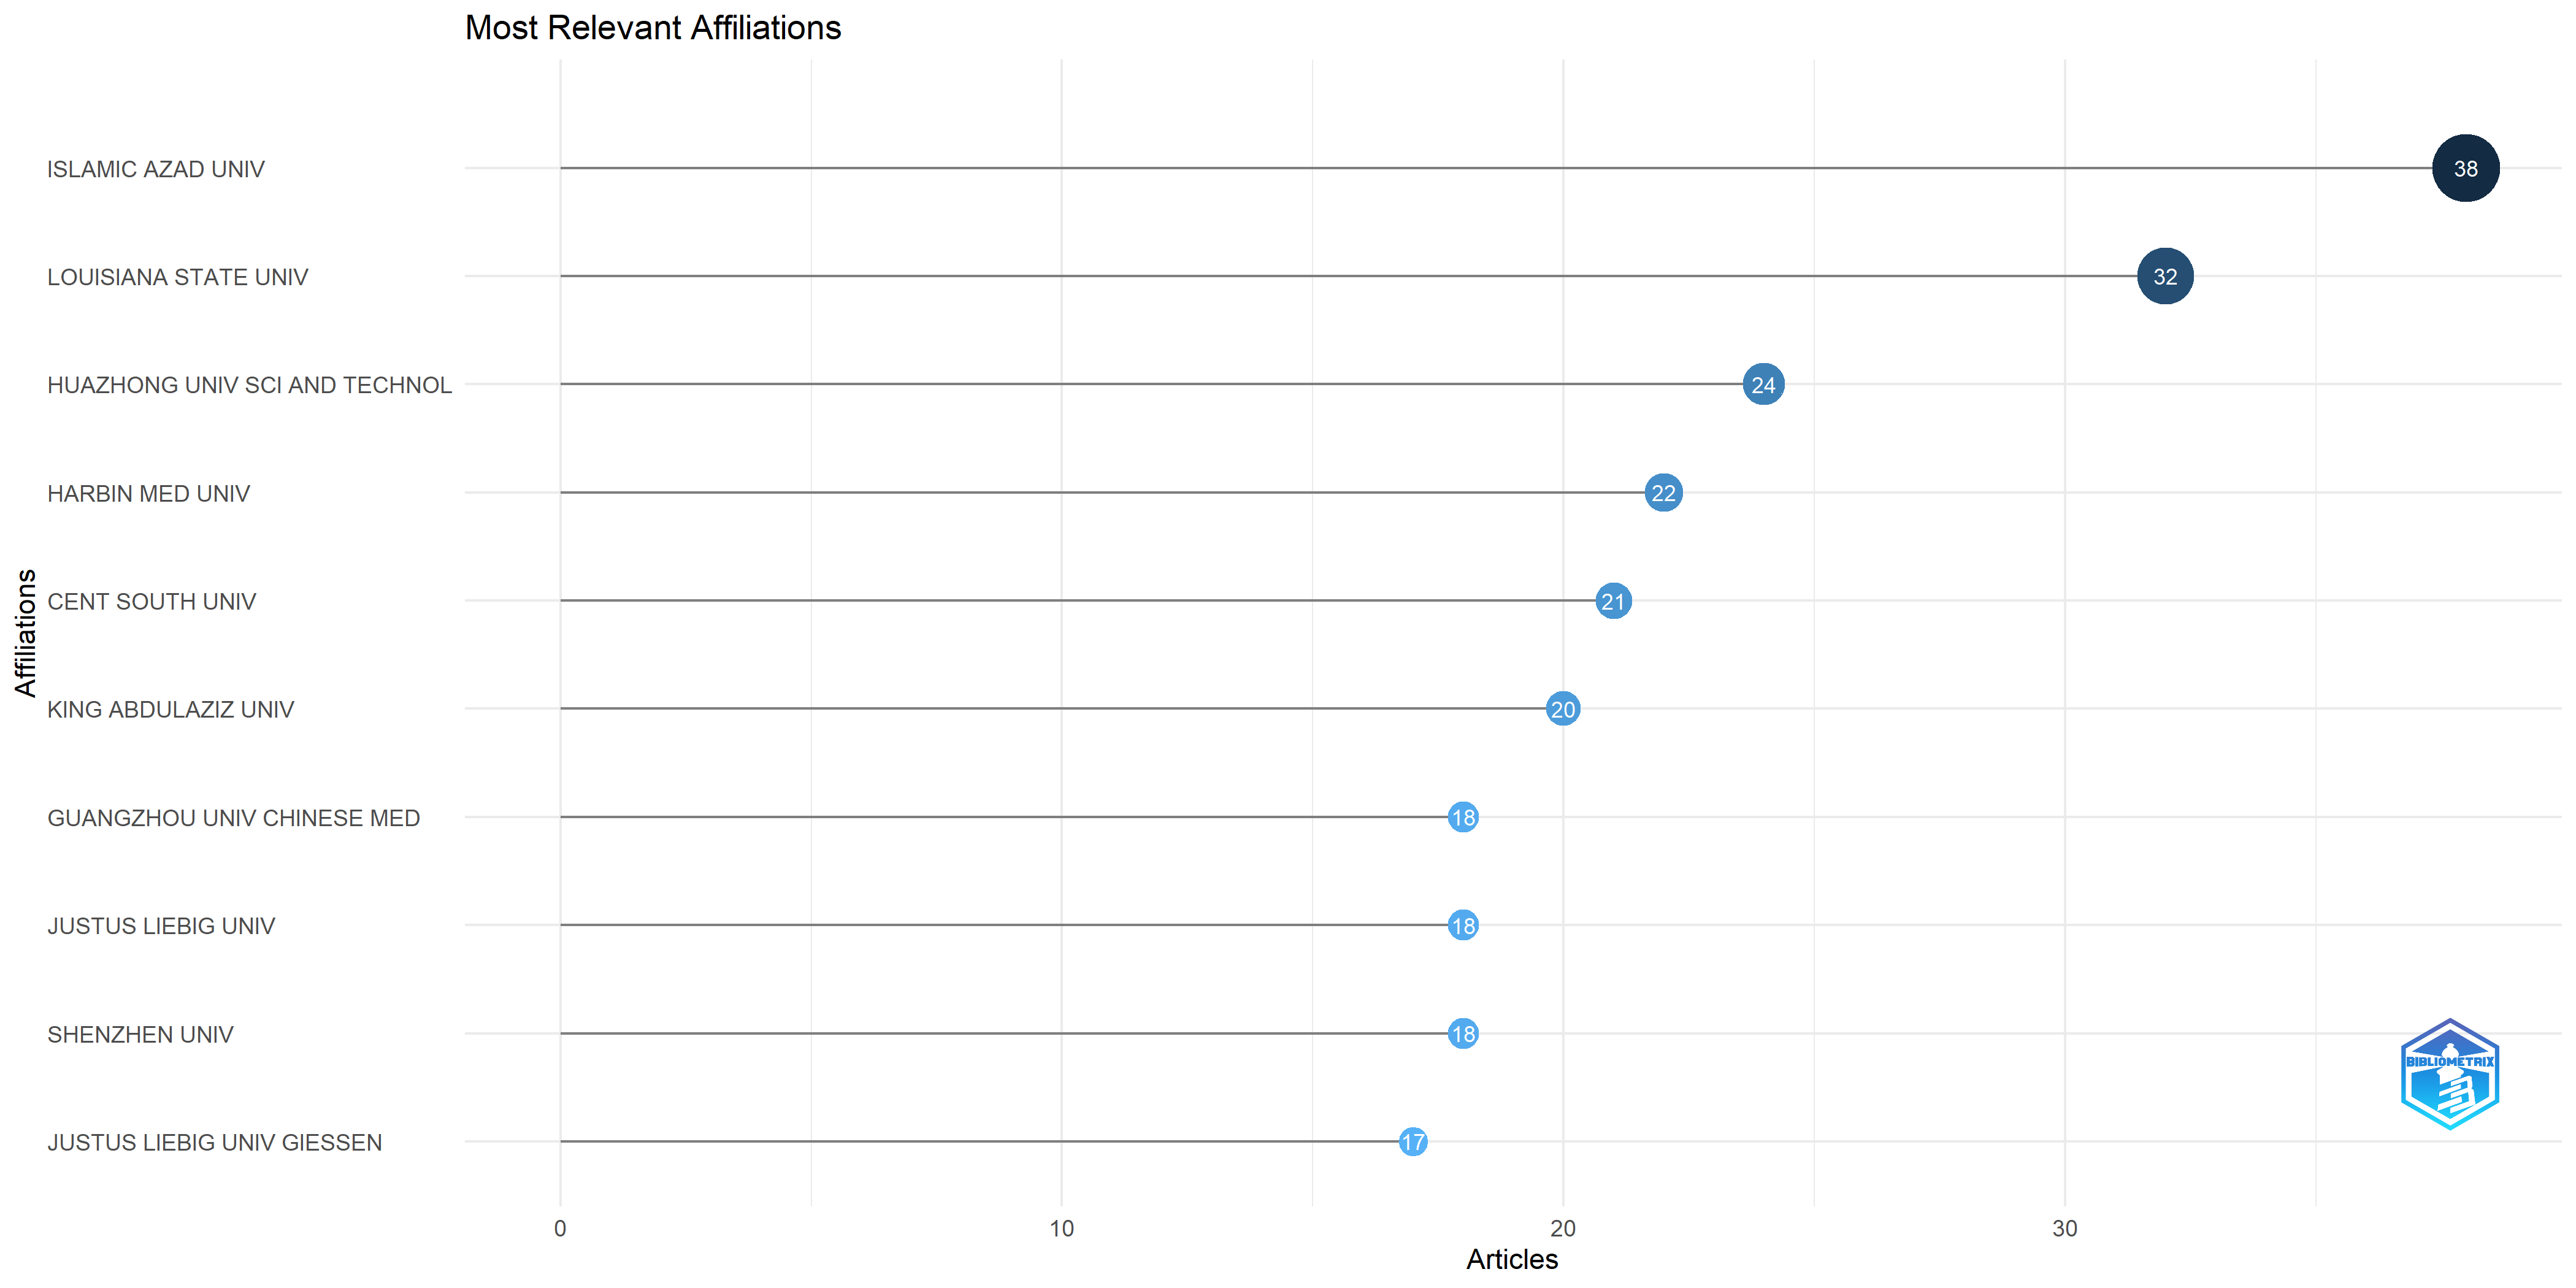 Most Relevant Affiliations
ISLAMIC AZAD UNIV
38
LOUISIANA STATE UNIV
32
HUAZHONG UNIV SCI AND TECHNOL
24
HARBIN MED UNIV
22
CENT SOUTH UNIV
21
KING ABDULAZIZ UNIV
20
GUANGZHOU UNIV CHINESE MED
18
JUSTUS LIEBIG UNIV
18
SHENZHEN UNIV
18
JUSTUS LIEBIG UNIV GIESSEN
17
Affiliations
BIBLIOMETRIX
0 10 20 30
Articles